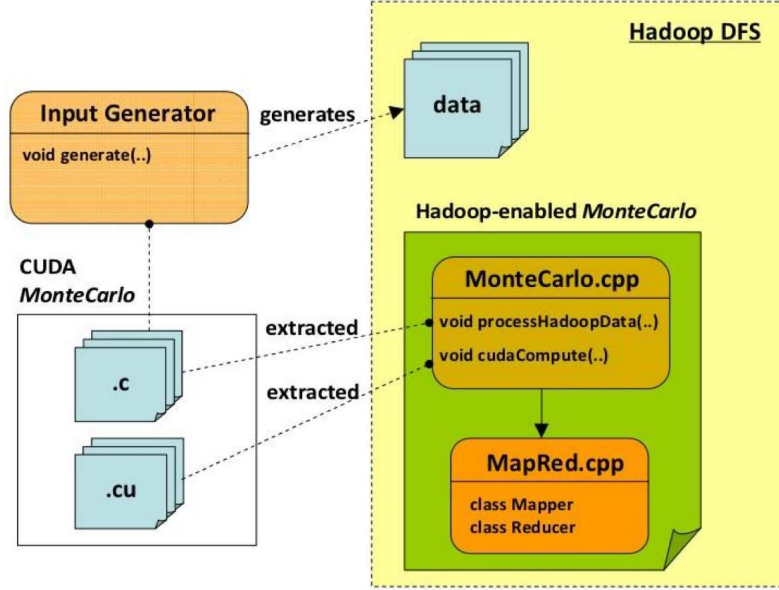 Hadoop DFS
Input Generator
void generate(..)
generates
data
Hadoop-enabled MonteCarlo
CUDA
MonteCarlo
.c
.cu
extracted
extracted
MonteCarlo.cpp
void processHadoopData(..)
void cudaCompute(..)
MapRed.cpp
class Mapper
class Reducer